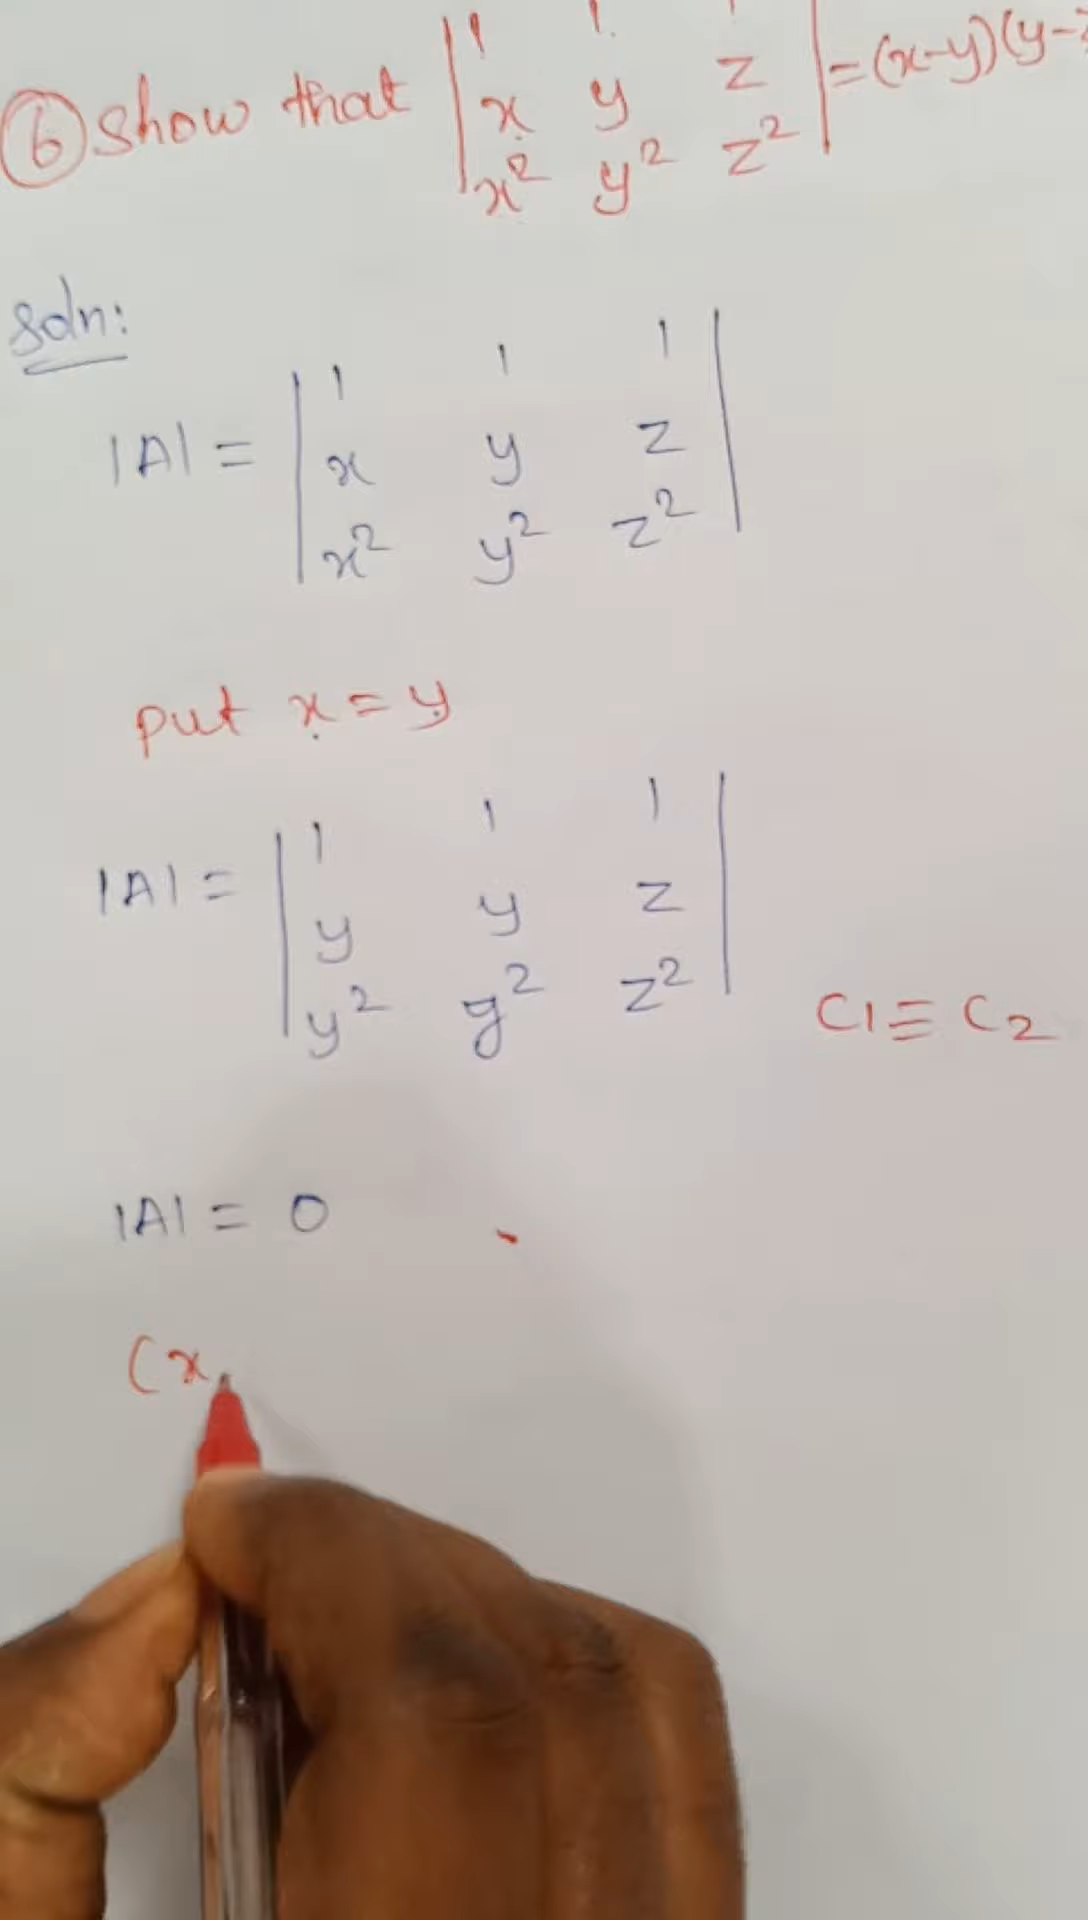 6 show that | 1 1 1 | = (x-y)(y-z
x y z
x² y² z²
Soln:
|A| = | 1 1 1 |
x y z
x² y² z²
put x = y
|A| = | 1 1 1 |
y y z
y² y² z²
C1 ≡ C2
|A| = 0
(x